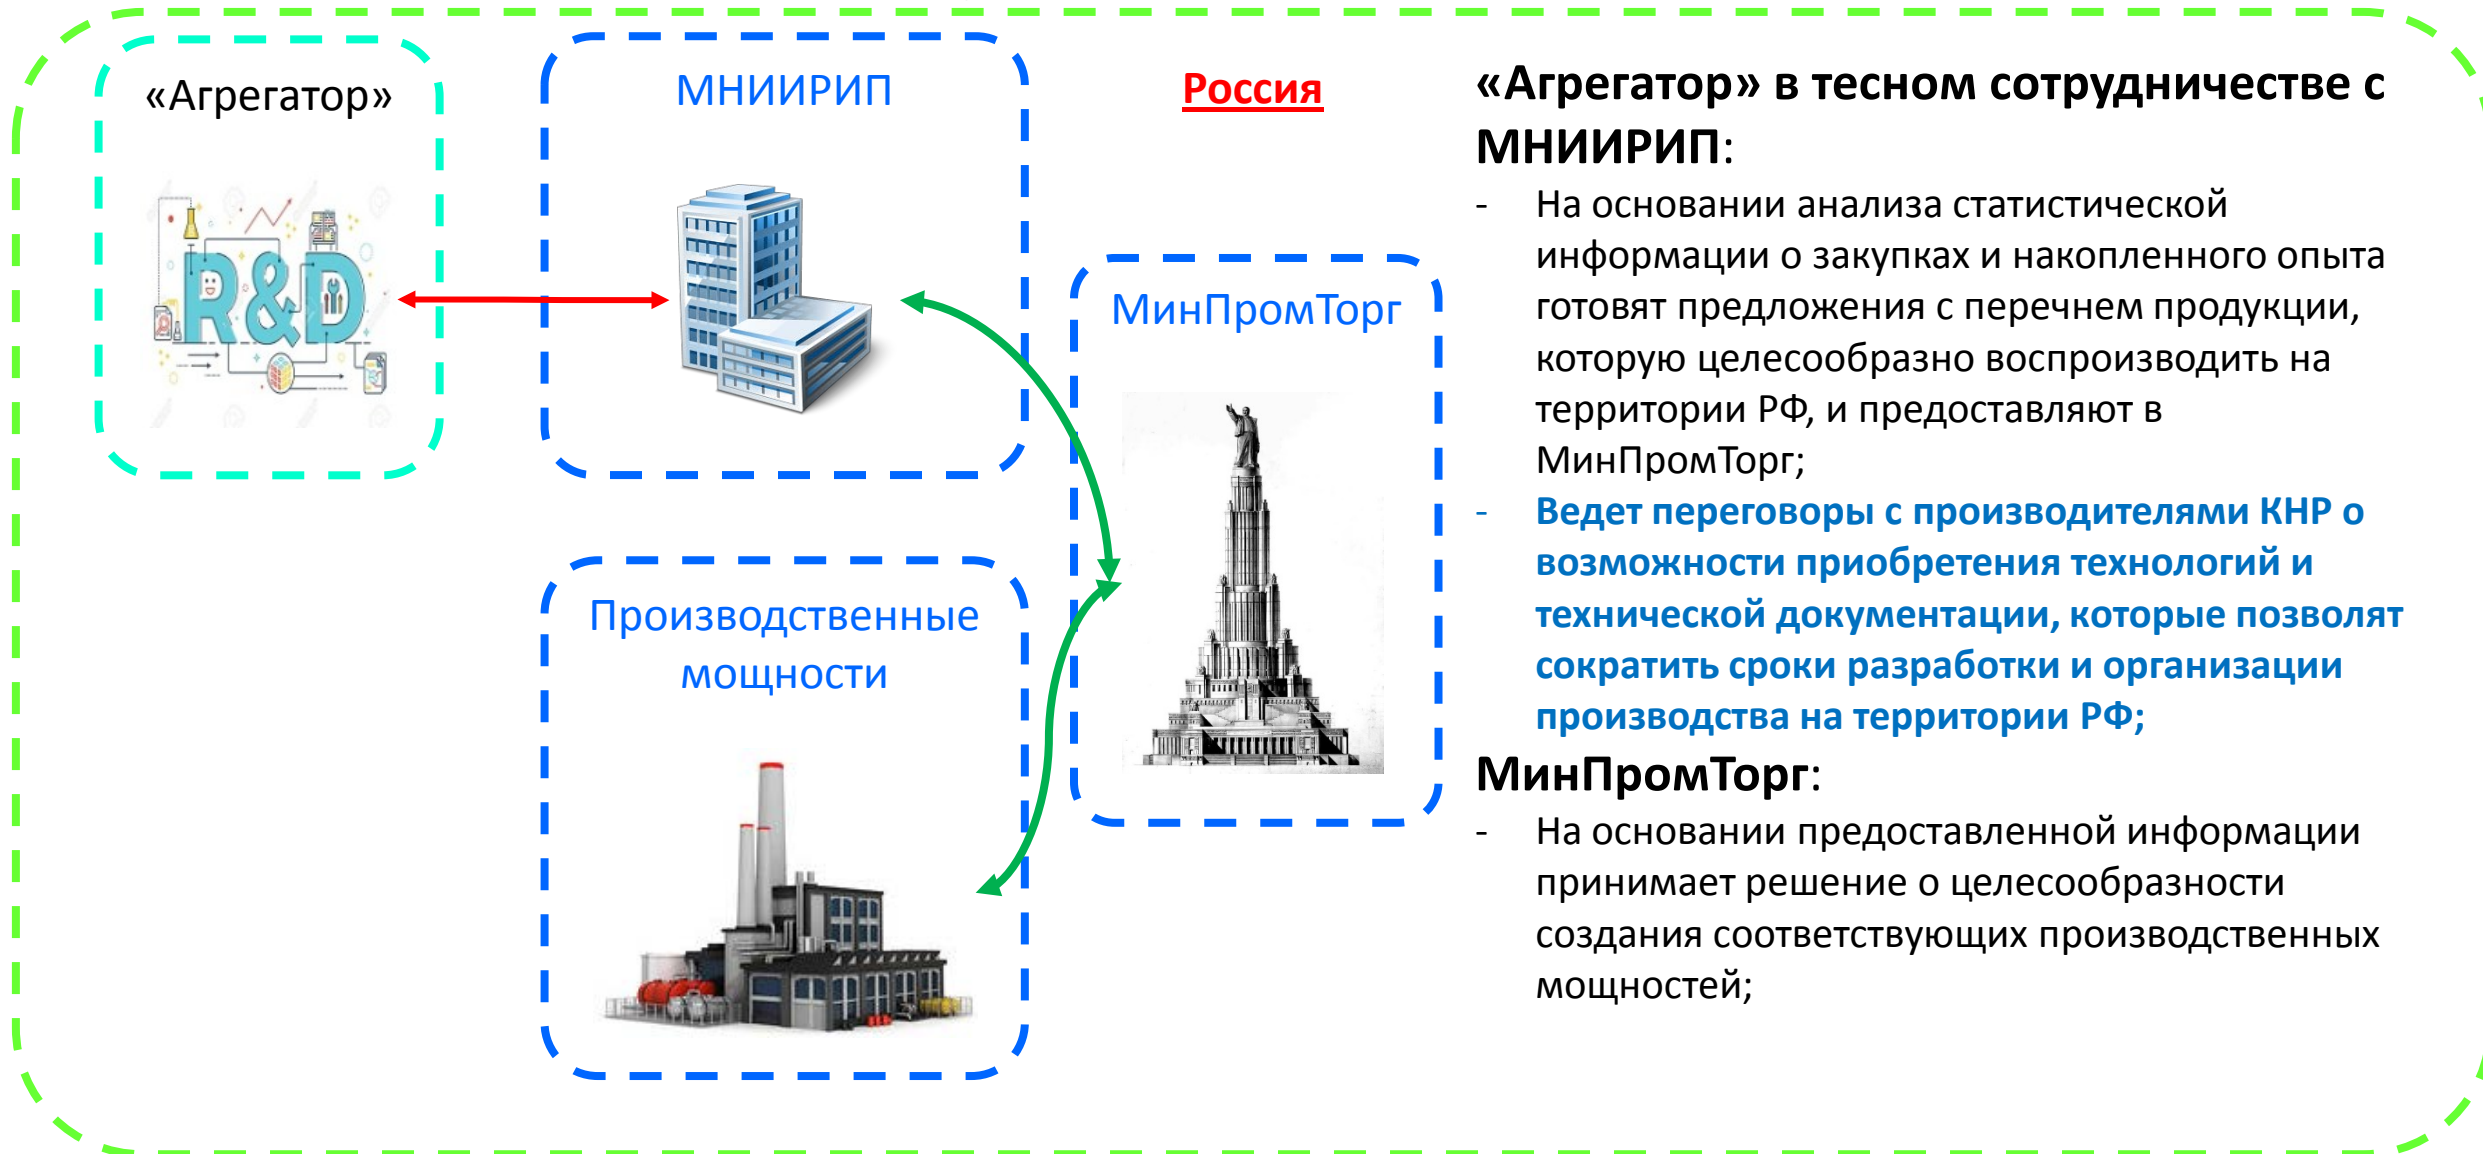 «Агрегатор»
МНИИРИП
Россия
МинПромТорг
Производственные
мощности
R&D
«Агрегатор» в тесном сотрудничестве с
МНИИРИП:
- На основании анализа статистической
информации о закупках и накопленного опыта
готовят предложения с перечнем продукции,
которую целесообразно воспроизводить на
территории РФ, и предоставляют в
МинПромТорг;
- Ведет переговоры с производителями КНР о
возможности приобретения технологий и
технической документации, которые позволят
сократить сроки разработки и организации
производства на территории РФ;
МинПромТорг:
- На основании предоставленной информации
принимает решение о целесообразности
создания соответствующих производственных
мощностей;